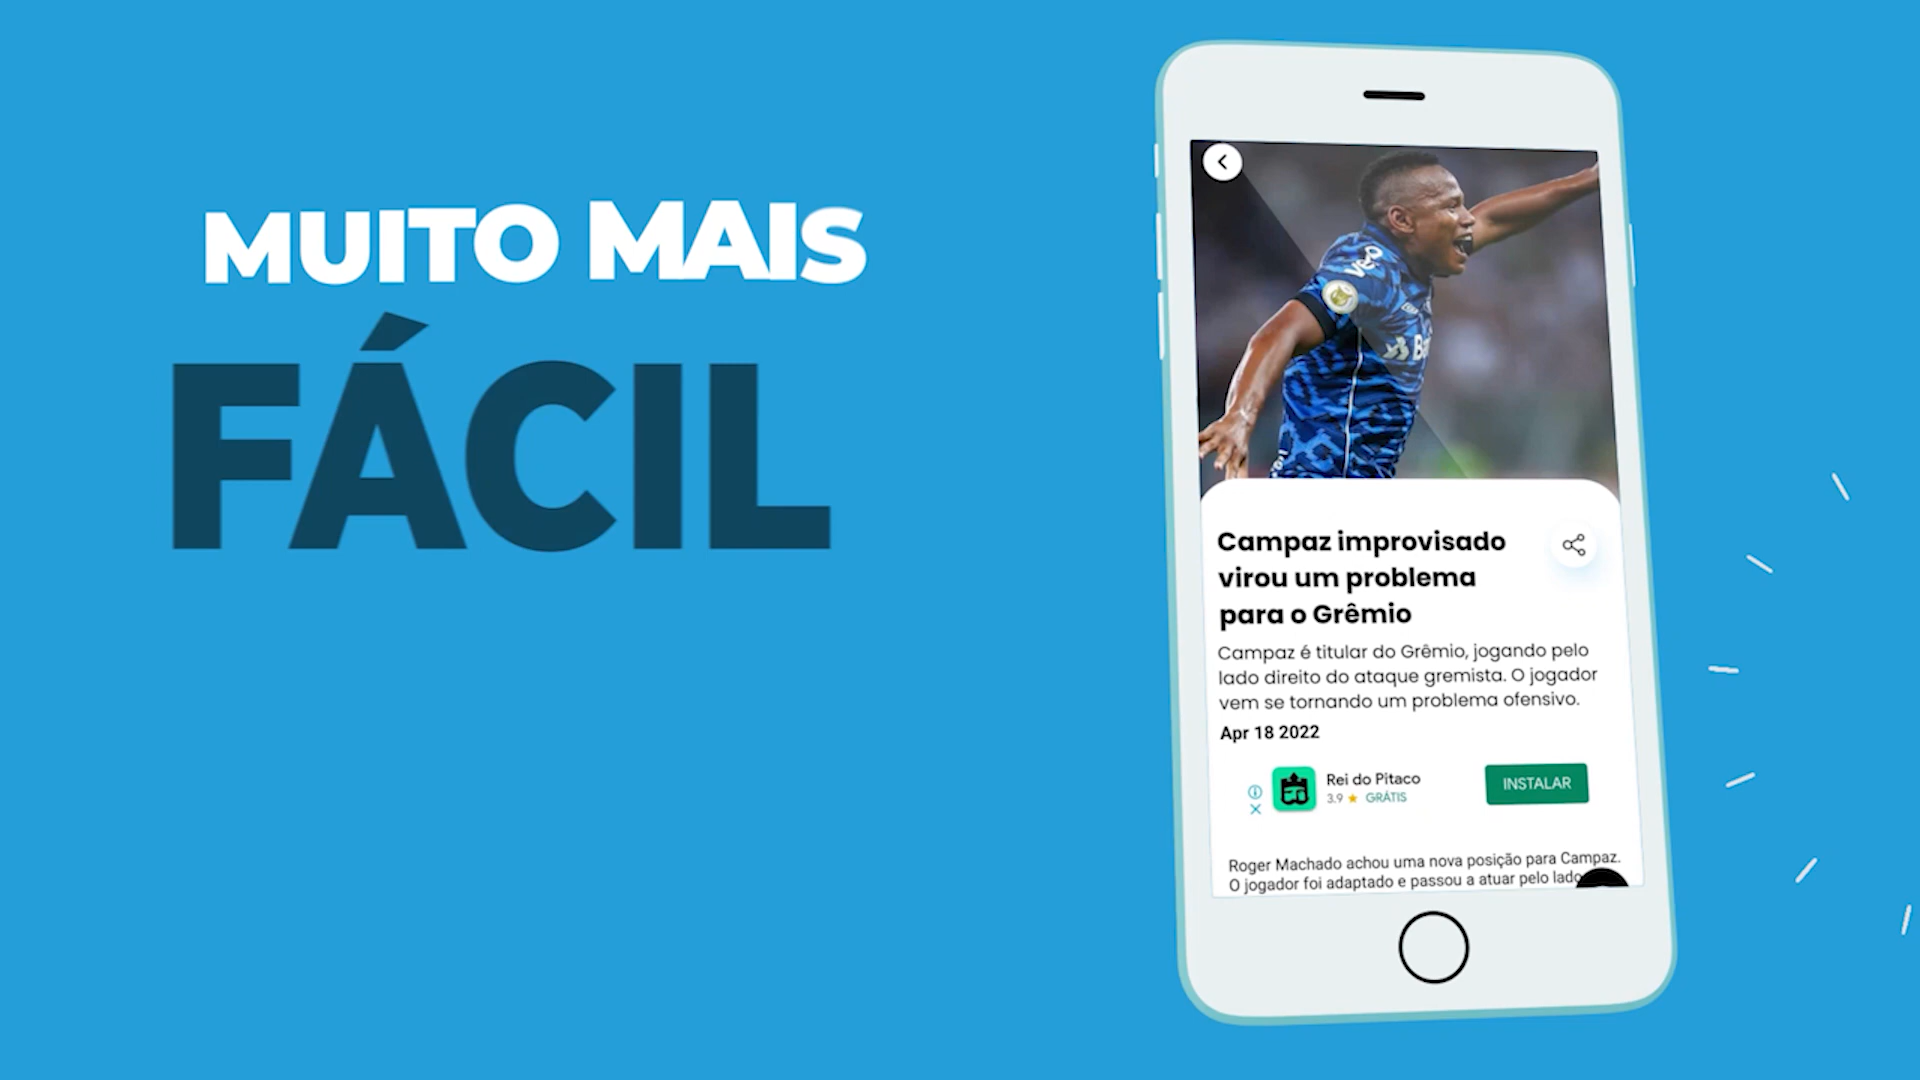 MUITO MAIS
FÁCIL
Campaz improvisado
virou um problema
para o Grêmio
Campaz é titular do Grêmio, jogando pelo
lado direito do ataque gremista. O jogador
vem se tornando um problema ofensivo.
Apr 18 2022
Rei do Pitaco
3.9 ★ GRÁTIS
INSTALAR
Roger Machado achou uma nova posição para Campaz.
O jogador foi adaptado e passou a atuar pelo lado